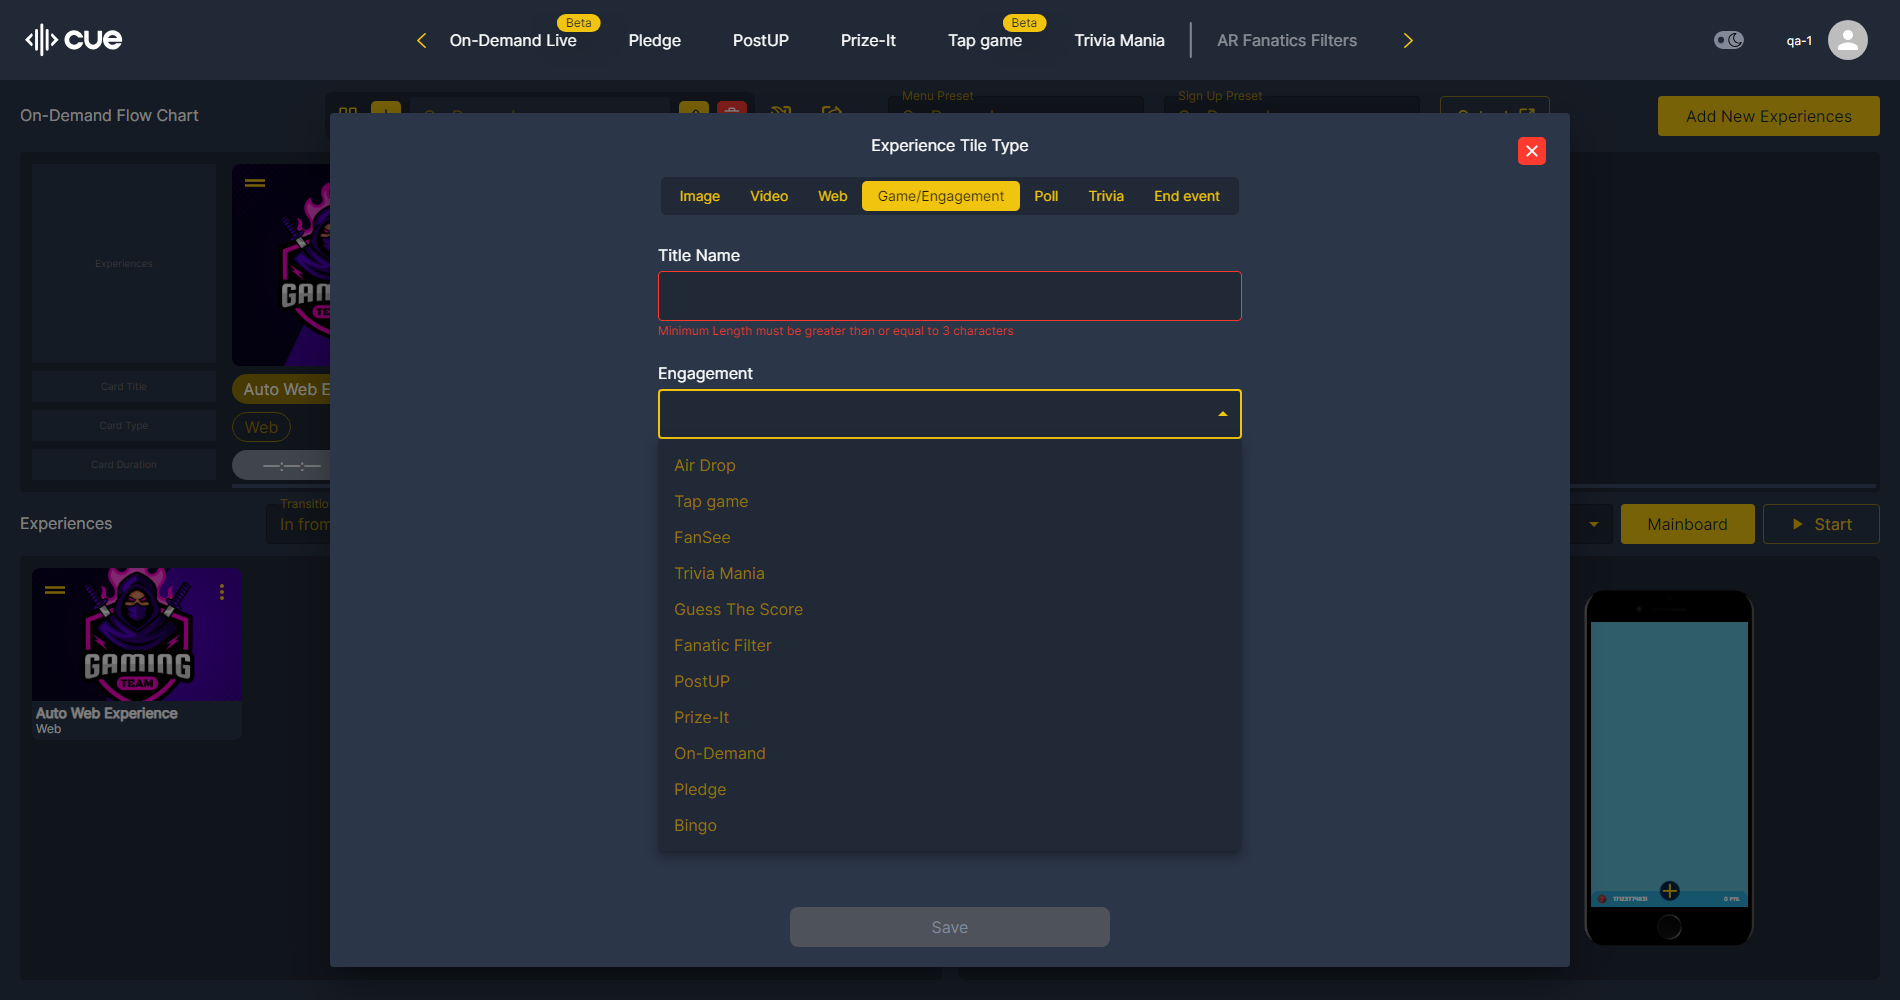 cue
On-Demand Live
Beta
Pledge
PostUP
Prize-It
Tap game
Beta
Trivia Mania
AR Fanatics Filters
qa-1
On-Demand Flow Chart
Menu Preset
Sign Up Preset
Add New Experiences
Experience Tile Type
Image
Video
Web
Game/Engagement
Poll
Trivia
End event
Experiences
Title Name
Minimum Length must be greater than or equal to 3 characters
Engagement
Card Title
Auto Web E
Card Type
Web
Card Duration
—:—:—
Air Drop
Tap game
FanSee
Trivia Mania
Guess The Score
Fanatic Filter
PostUP
Prize-It
On-Demand
Pledge
Bingo
Save
Experiences
Transitio
In from
Mainboard
Start
GAMING
TEAM
Auto Web Experience
Web
0 PTS.